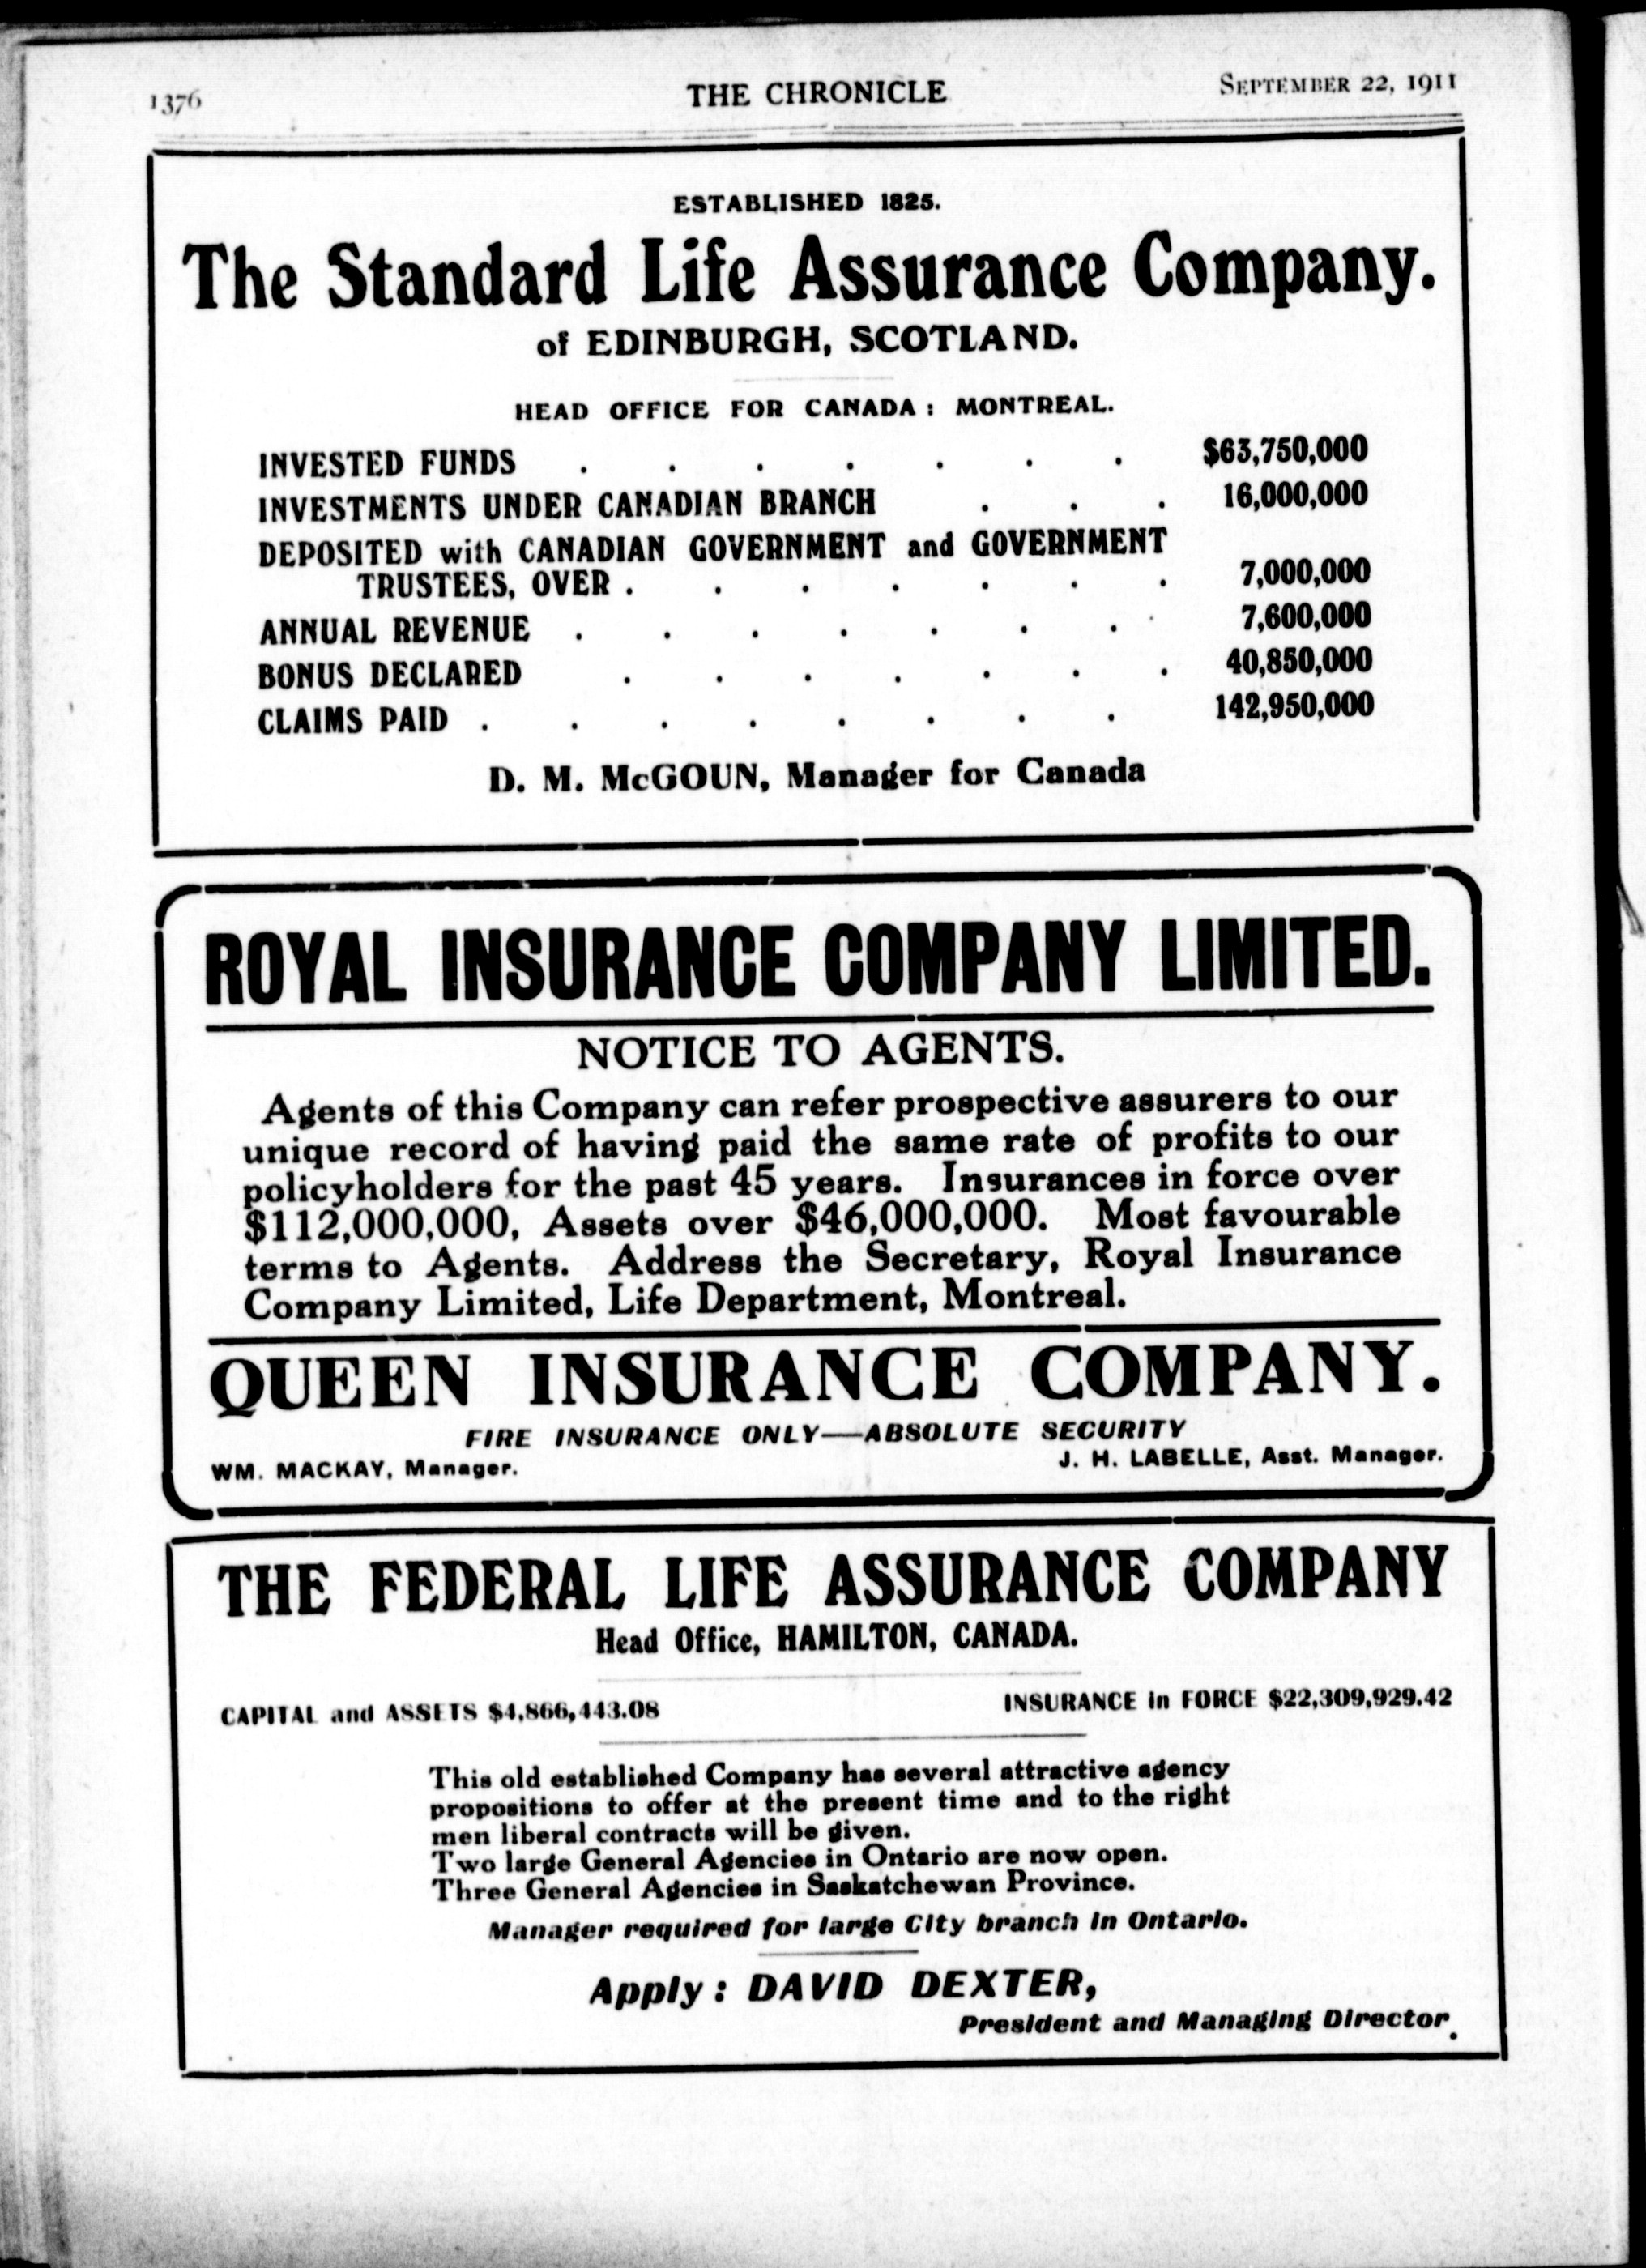 1376
THE CHRONICLE
SEPTEMBER 22, 1911
ESTABLISHED 1825.
The Standard Life Assurance Company.
of EDINBURGH, SCOTLAND.
HEAD OFFICE FOR CANADA: MONTREAL.
INVESTED FUNDS . . . . . . . $63,750,000
INVESTMENTS UNDER CANADIAN BRANCH . . . 16,000,000
DEPOSITED with CANADIAN GOVERNMENT and GOVERNMENT
TRUSTEES, OVER . . . . . . . 7,000,000
ANNUAL REVENUE . . . . . . . 7,600,000
BONUS DECLARED . . . . . . . 40,850,000
CLAIMS PAID . . . . . . . . 142,950,000
D. M. McGOUN, Manager for Canada
ROYAL INSURANCE COMPANY LIMITED.
NOTICE TO AGENTS.
Agents of this Company can refer prospective assurers to our
unique record of having paid the same rate of profits to our
policyholders for the past 45 years. Insurances in force over
$112,000,000, Assets over $46,000,000. Most favourable
terms to Agents. Address the Secretary, Royal Insurance
Company Limited, Life Department, Montreal.
QUEEN INSURANCE COMPANY.
FIRE INSURANCE ONLY—ABSOLUTE SECURITY
WM. MACKAY, Manager.
J. H. LABELLE, Asst. Manager.
THE FEDERAL LIFE ASSURANCE COMPANY
Head Office, HAMILTON, CANADA.
CAPITAL and ASSETS $4,866,443.08
INSURANCE in FORCE $22,309,929.42
This old established Company has several attractive agency
propositions to offer at the present time and to the right
men liberal contracts will be given.
Two large General Agencies in Ontario are now open.
Three General Agencies in Saskatchewan Province.
Manager required for large City branch in Ontario.
Apply: DAVID DEXTER,
President and Managing Director.